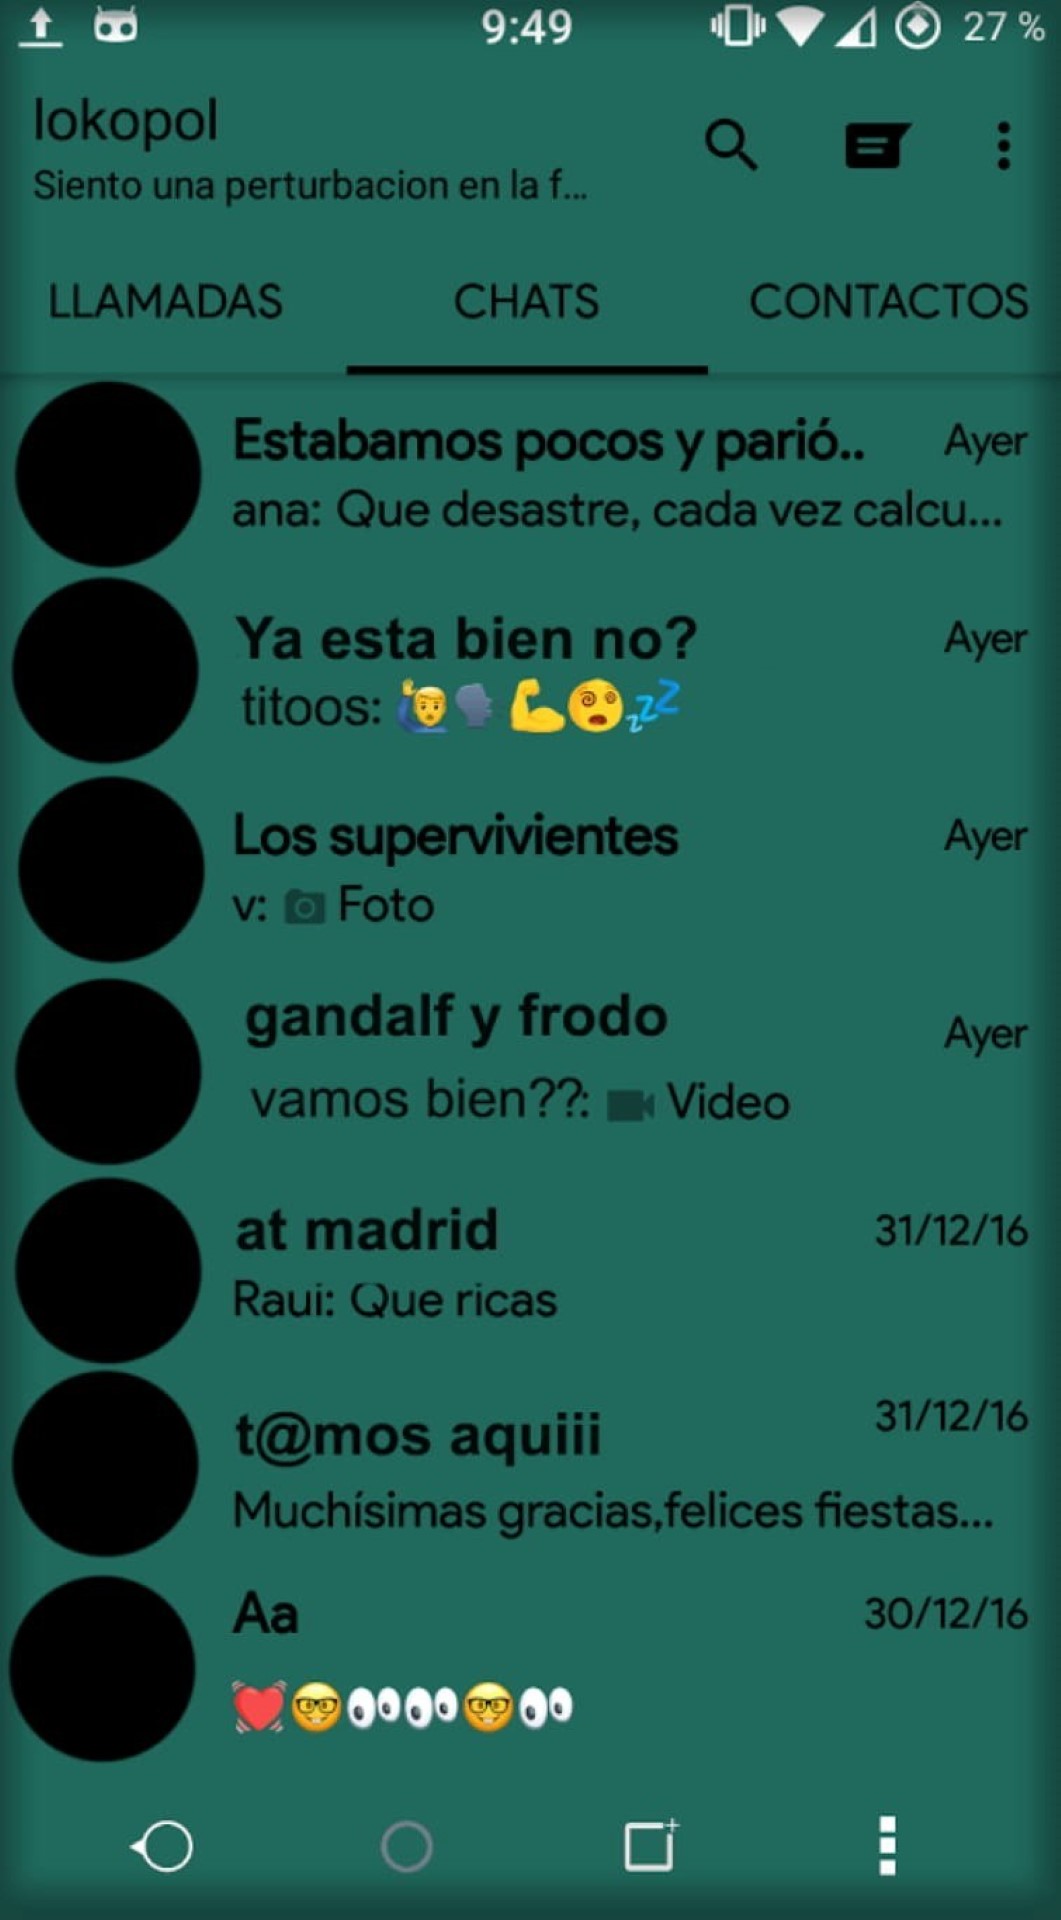 9:49 27 %
lokopol
Siento una perturbacion en la f...
LLAMADAS CHATS CONTACTOS
Estabamos pocos y parió.. Ayer
ana: Que desastre, cada vez calcu...
Ya esta bien no? Ayer
titoos: 🙋‍♂️🗣💪😵‍💫💤
Los supervivientes Ayer
v: Foto
gandalf y frodo Ayer
vamos bien??: Video
at madrid 31/12/16
Raui: Que ricas
t@mos aquiii 31/12/16
Muchísimas gracias,felices fiestas...
Aa 30/12/16
💓🤓👀👀🤓👀